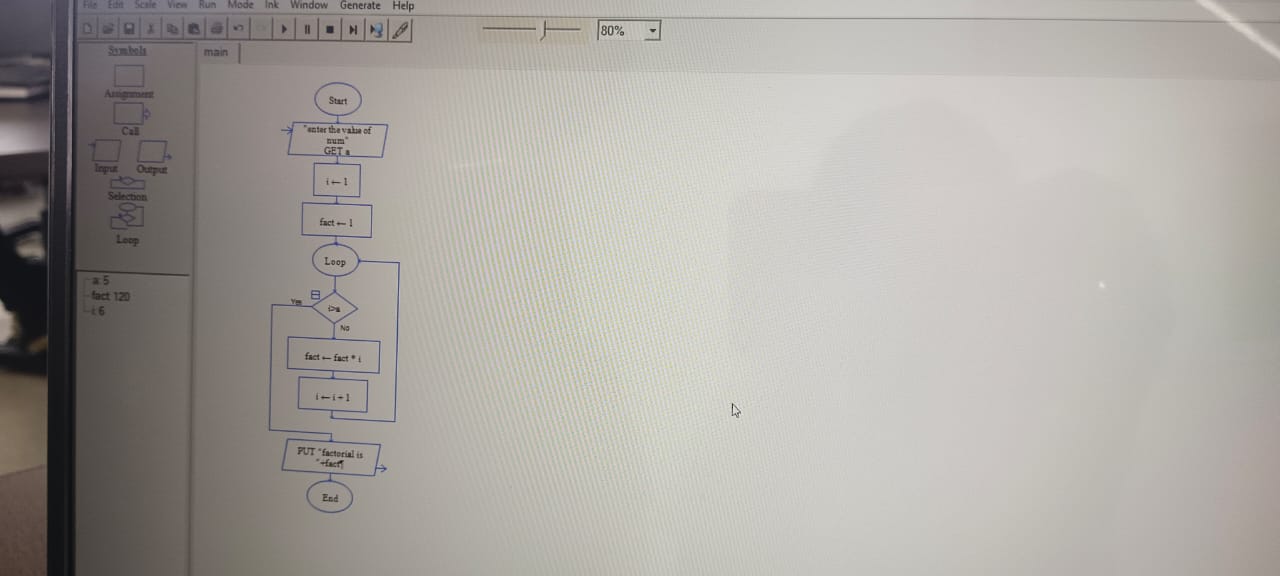 File Edit Scale View Run Mode Ink Window Generate Help
80%
Symbols
main
Assignment
Call
Input Output
Selection
Loop
a: 5
fact: 120
i: 6
Start
"enter the value of
num"
GET a
i ← 1
fact ← 1
Loop
Yes
i>a
No
fact ← fact * i
i ← i + 1
PUT "factorial is
"+fact¶
End